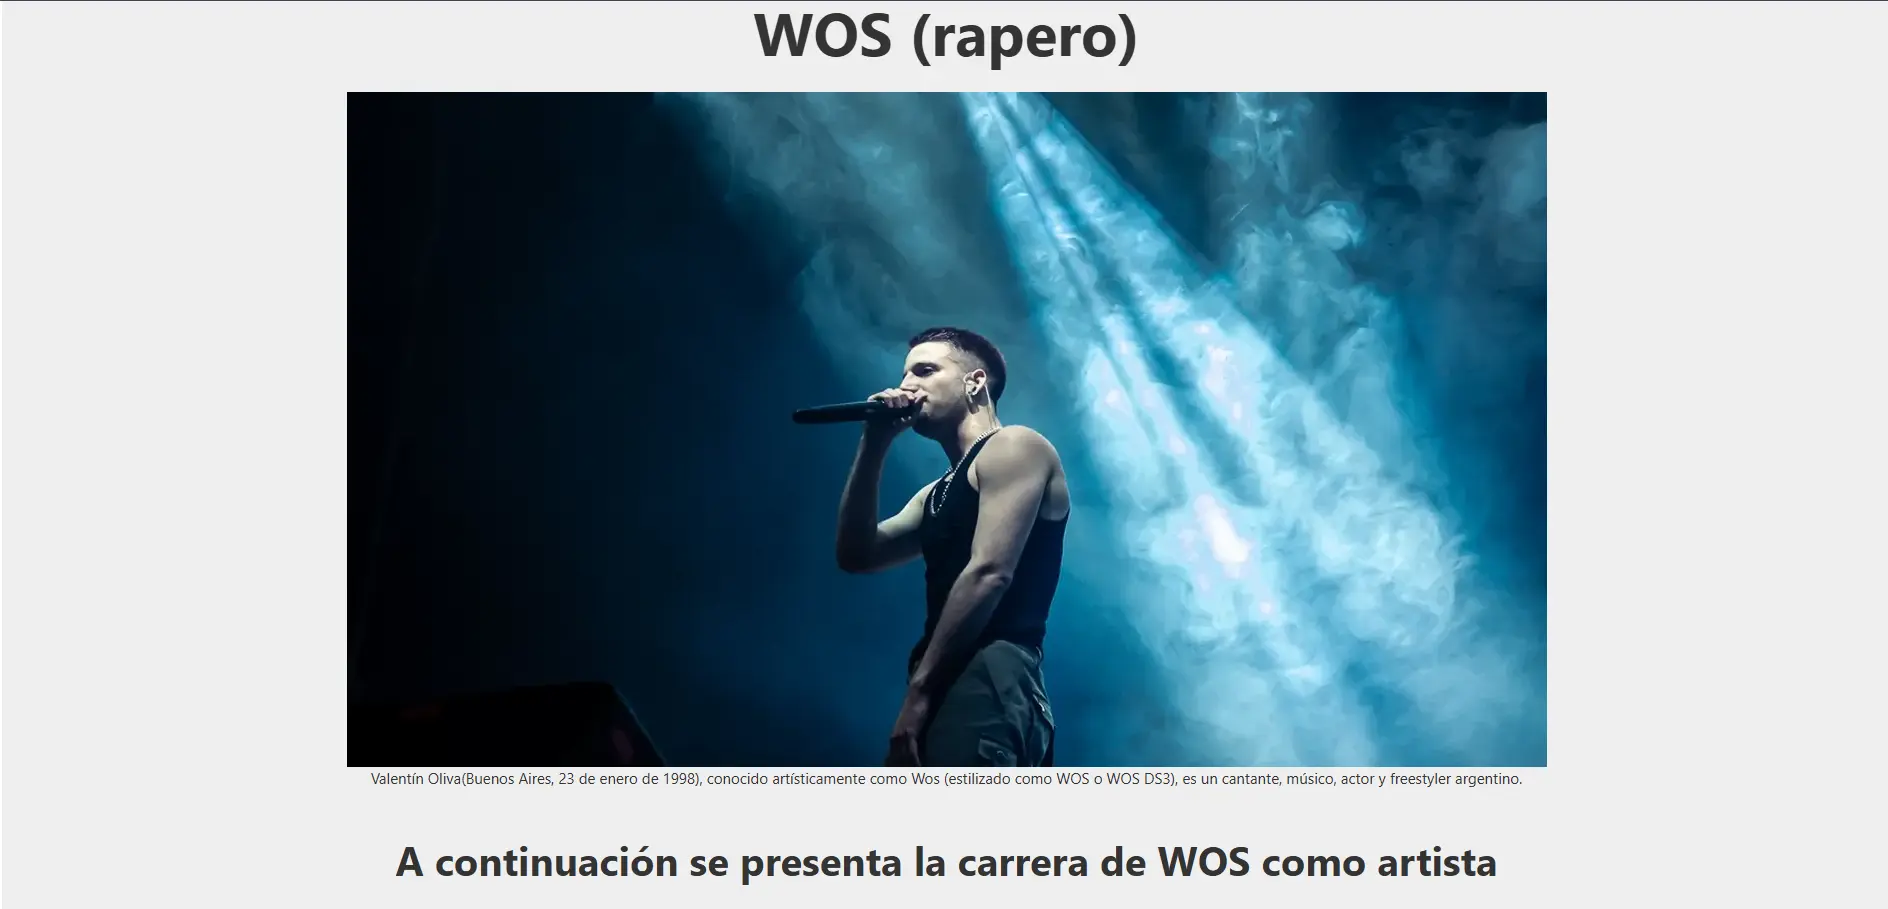 WOS (rapero)
Valentín Oliva(Buenos Aires, 23 de enero de 1998), conocido artísticamente como Wos (estilizado como WOS o WOS DS3), es un cantante, músico, actor y freestyler argentino.
A continuación se presenta la carrera de WOS como artista